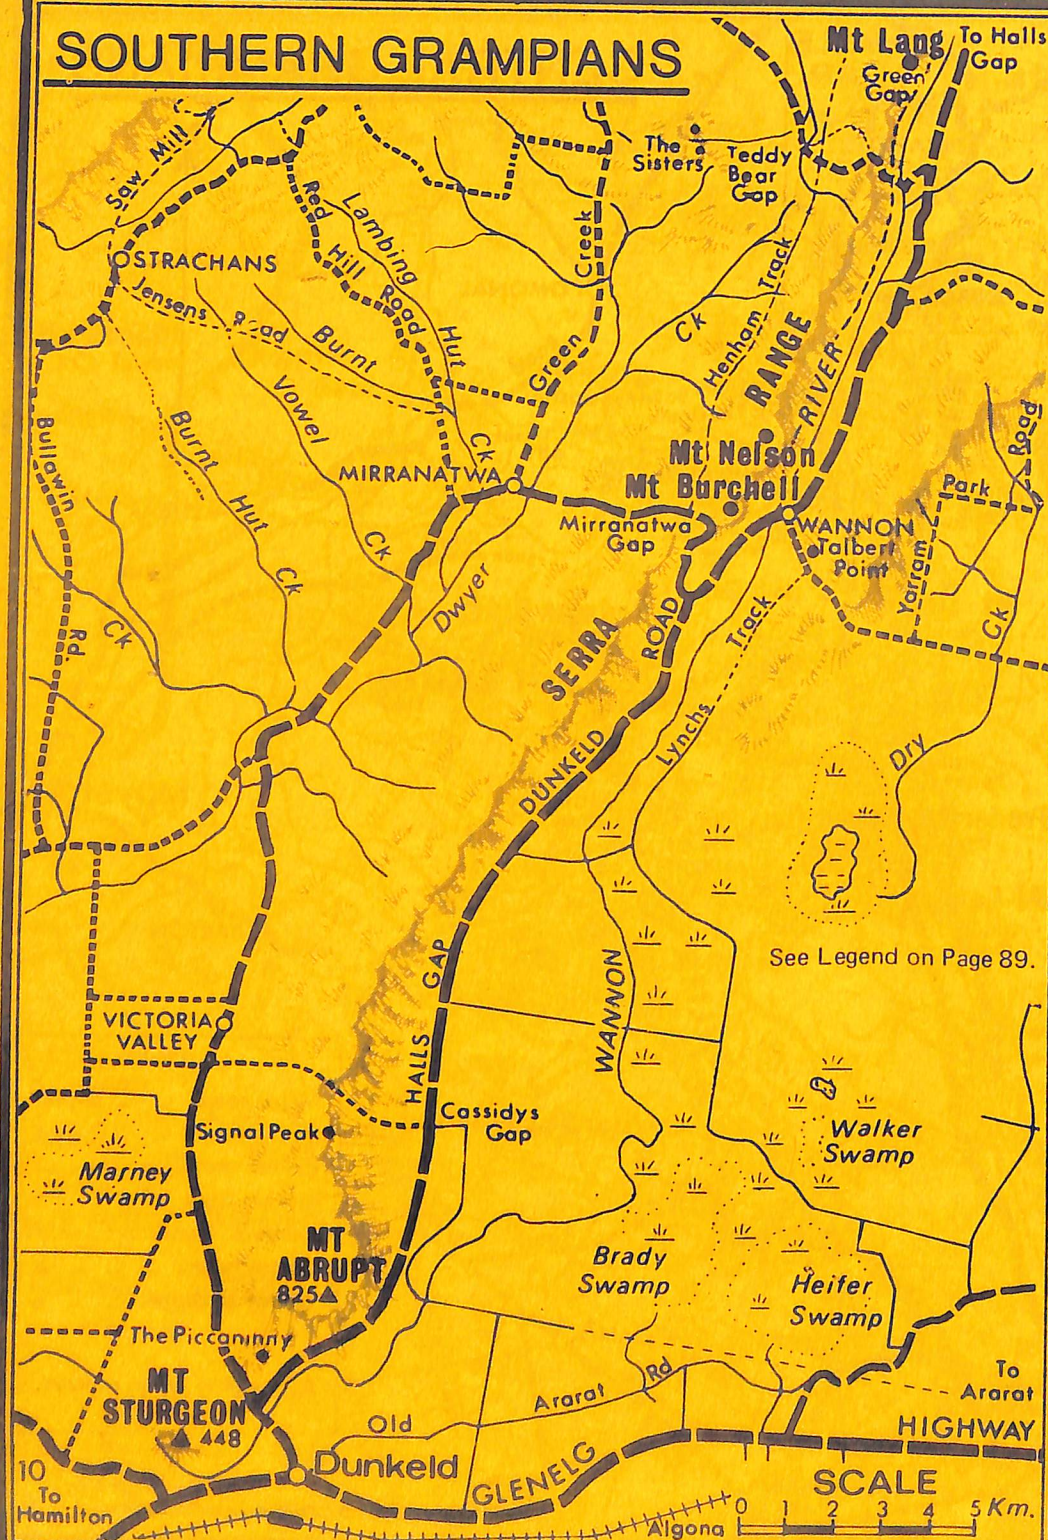 SOUTHERN GRAMPIANS
Mt Lang
To Halls
Gap
Green
Gap
The
Sisters
Teddy
Bear
Gap
Saw Mill
Red
Hill
Road
Lambing
Hut
Ck
Creek
Green
OSTRACHANS
Jensens Road
Burnt
Vowel
Ck
Burnt
Hut
Ck
Ck
Henham Track
RANGE
RIVER
Bullawin
Rd.
Ck
MIRRANATWA
Mt Nelson
Mt Burchell
Mirranatwa
Gap
WANNON
Talbert
Point
Park
Road
Yarram
Ck
Dwyer
SERRA
ROAD
Track
Lynchs
DUNKELD
Dry
GAP
HALLS
WANNON
See Legend on Page 89.
VICTORIA
VALLEY
Signal Peak
Cassidys
Gap
Marney
Swamp
Walker
Swamp
MT
ABRUPT
825
Brady
Swamp
Heifer
Swamp
The Piccaninny
MT
STURGEON
448
Old
Ararat
Rd
To
Ararat
HIGHWAY
GLENELG
Dunkeld
10
To
Hamilton
Algona
SCALE
0 1 2 3 4 5 Km.